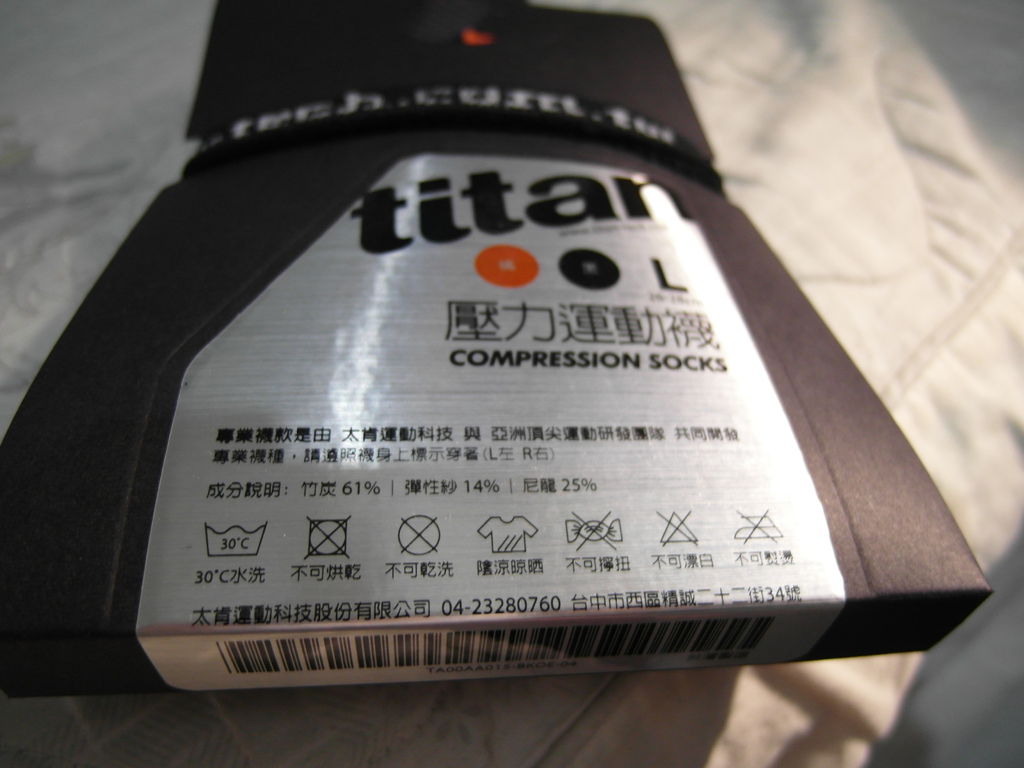 titan
L
壓力運動襪
COMPRESSION SOCKS
專業襪款是由 太肯運動科技 與 亞洲頂尖運動研發團隊 共同開發
專業襪種，請遵照襪身上標示穿著(L左 R右)
成分說明: 竹炭 61% | 彈性紗 14% | 尼龍 25%
30°C
30°C水洗 不可烘乾 不可乾洗 陰涼晾晒 不可擰扭 不可漂白 不可熨燙
太肯運動科技股份有限公司 04-23280760 台中市西區精誠二十二街34號
TA00AA015-BKOE-04